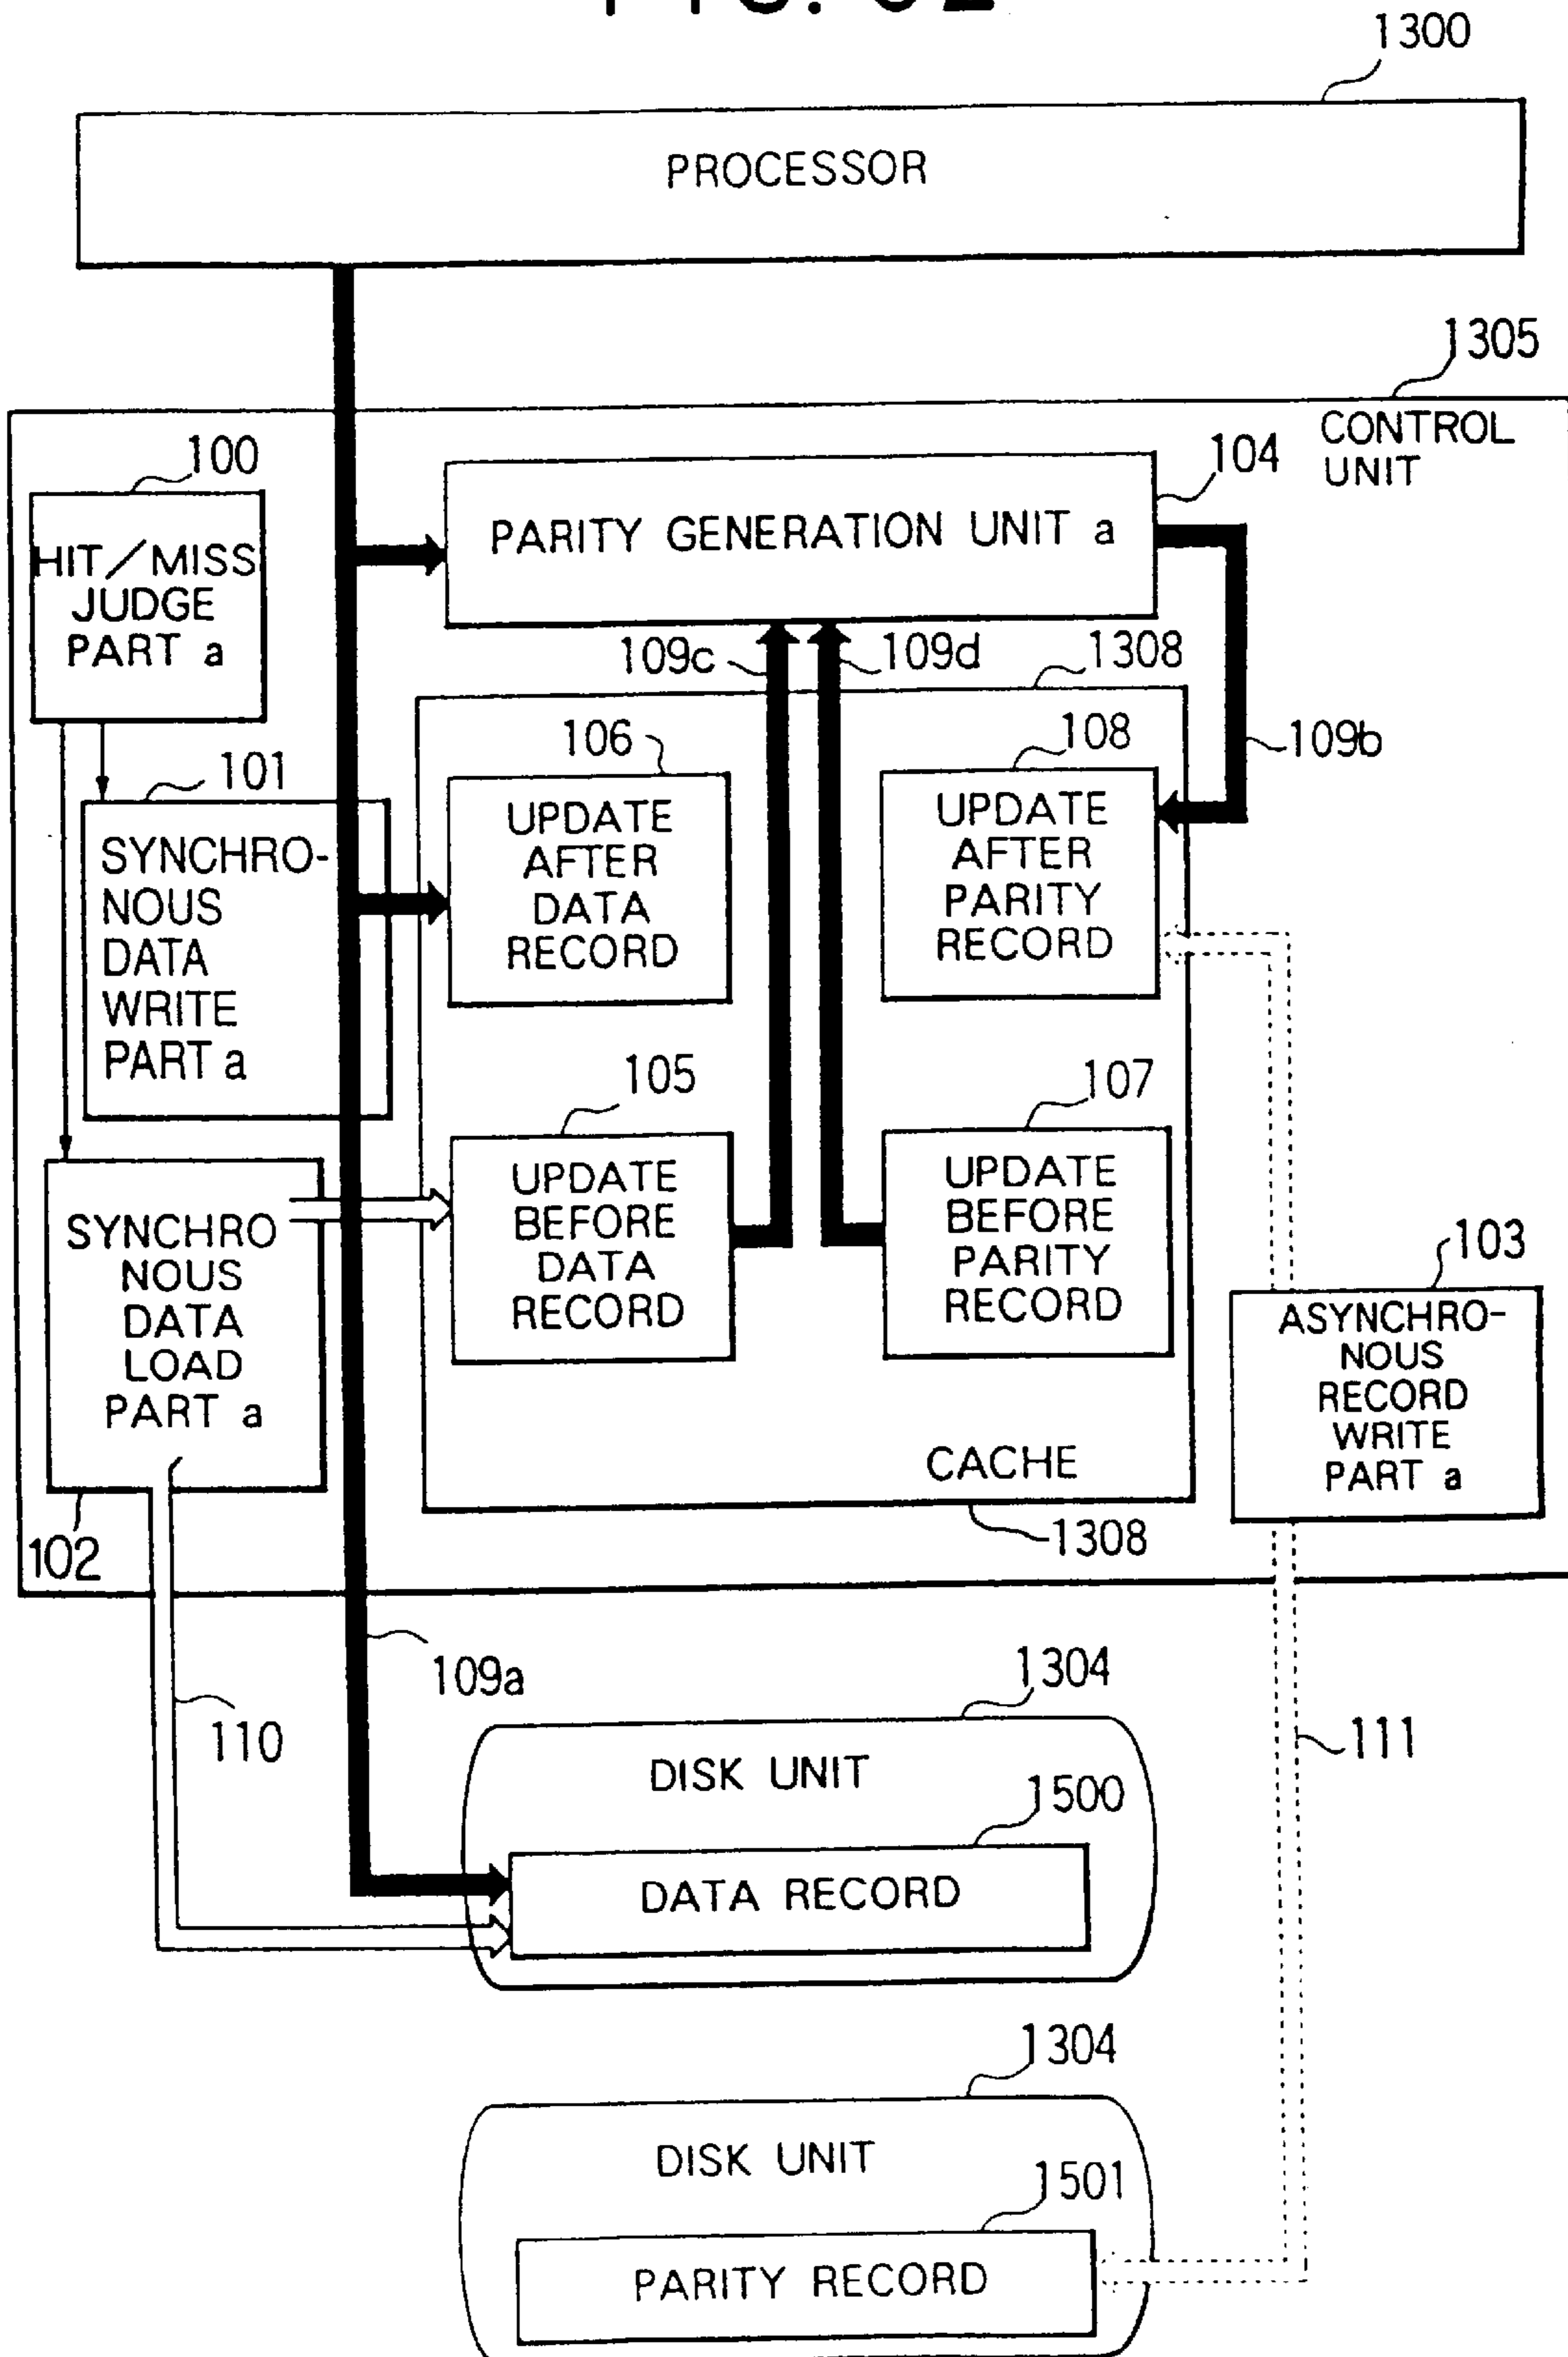 FIG.
1300
PROCESSOR
1305
CONTROL
UNIT
100
HIT/MISS
JUDGE
PART a
104
PARITY GENERATION UNIT a
109c
109d
1308
109b
101
SYNCHRO-
NOUS
DATA
WRITE
PART a
106
UPDATE
AFTER
DATA
RECORD
108
UPDATE
AFTER
PARITY
RECORD
105
UPDATE
BEFORE
DATA
RECORD
107
UPDATE
BEFORE
PARITY
RECORD
SYNCHRO
NOUS
DATA
LOAD
PART a
102
103
ASYNCHRO-
NOUS
RECORD
WRITE
PART a
CACHE
1308
109a
110
111
1304
DISK UNIT
1500
DATA RECORD
1304
DISK UNIT
1501
PARITY RECORD